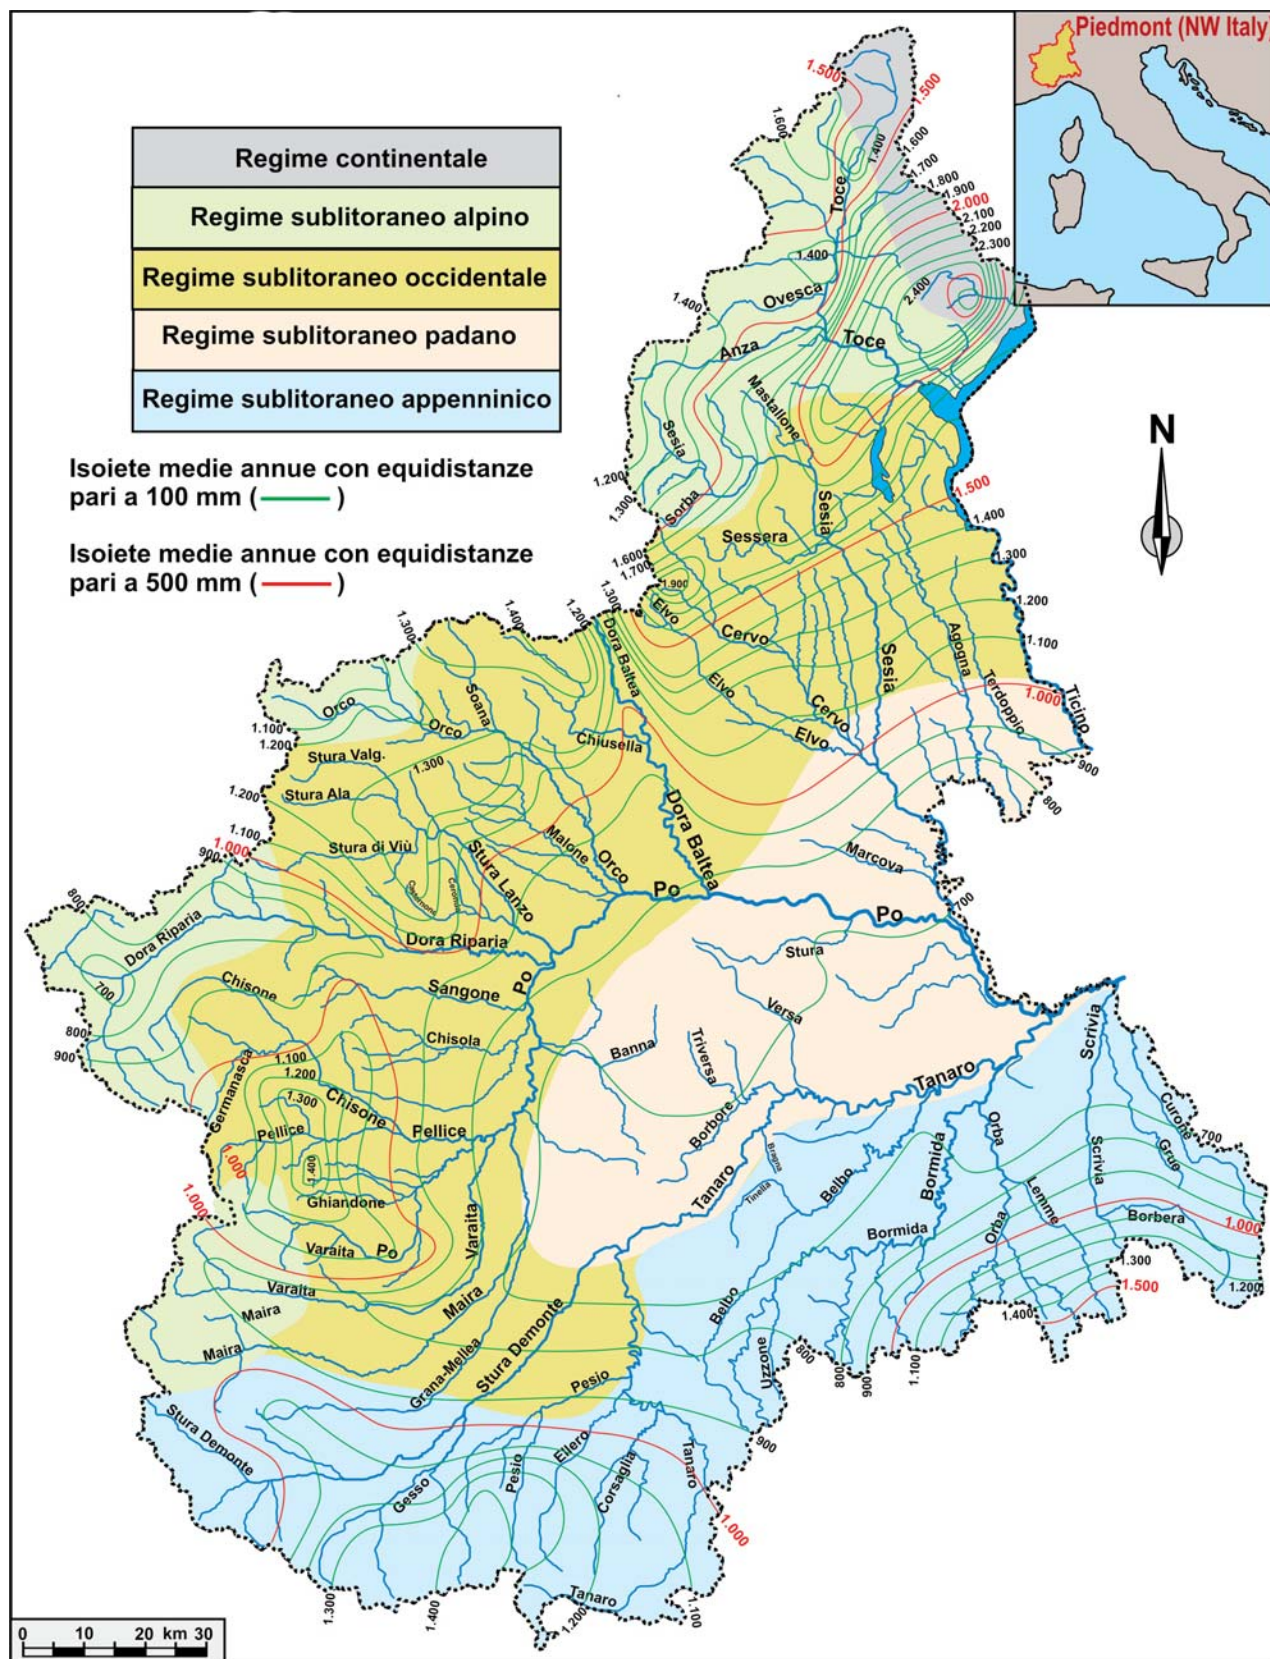 Piedmont (NW Italy)
Regime continentale
Regime sublitoraneo alpino
Regime sublitoraneo occidentale
Regime sublitoraneo padano
Regime sublitoraneo appenninico
Isoiete medie annue con equidistanze
pari a 100 mm ( )
Isoiete medie annue con equidistanze
pari a 500 mm ( )
N
1.500
1.500
1.600
1.400
1.600
1.700
1.800
1.900
2.000
2.100
2.200
2.300
2.400
Toce
1.400
Ovesca
1.400
Anza
Toce
Mastallone
Sesia
1.200
1.300
Sorba
Sesia
1.500
1.400
Sessera
1.300
1.600
1.700
1.900
1.200
1.100
Elvo
Cervo
Agogna
Terdoppio
Sesia
Elvo
Cervo
Elvo
1.000
Ticino
900
800
1.300
1.400
1.200
1.300
Dora Baltea
Soana
Orco
Orco
1.100
1.200
Chiusella
Stura Valg.
1.300
Stura Ala
1.200
1.100
1.000
900
Stura di Viù
Malone
Orco
Dora Baltea
Stura Lanzo
Casternone
Ceronda
Marcova
Po
Po
700
800
Dora Riparia
Dora Riparia
700
Chisone
Sangone
Po
Stura
Versa
800
900
Chisola
Banna
Triversa
Germanasca
1.100
1.200
1.300
Chisone
Pellice
Pellice
Borbore
Tanaro
Scrivia
1.000
1.400
Ghiandone
1.000
Varaita
Po
Varaita
Varaita
Maira
Maira
Maira
Tanaro
Bragna
Tinella
Belbo
Bormida
Orba
Curone
700
Grue
Scrivia
Lemme
Orba
Borbera
1.000
Bormida
1.300
1.200
1.500
1.400
Belbo
Uzzone
800
800
900
1.100
Grana-Mellea
Stura Demonte
Pesio
Stura Demonte
900
Ellero
Pesio
Corsaglia
Tanaro
Gesso
1.000
1.300
1.400
Tanaro
1.200
1.100
0 10 20 km 30